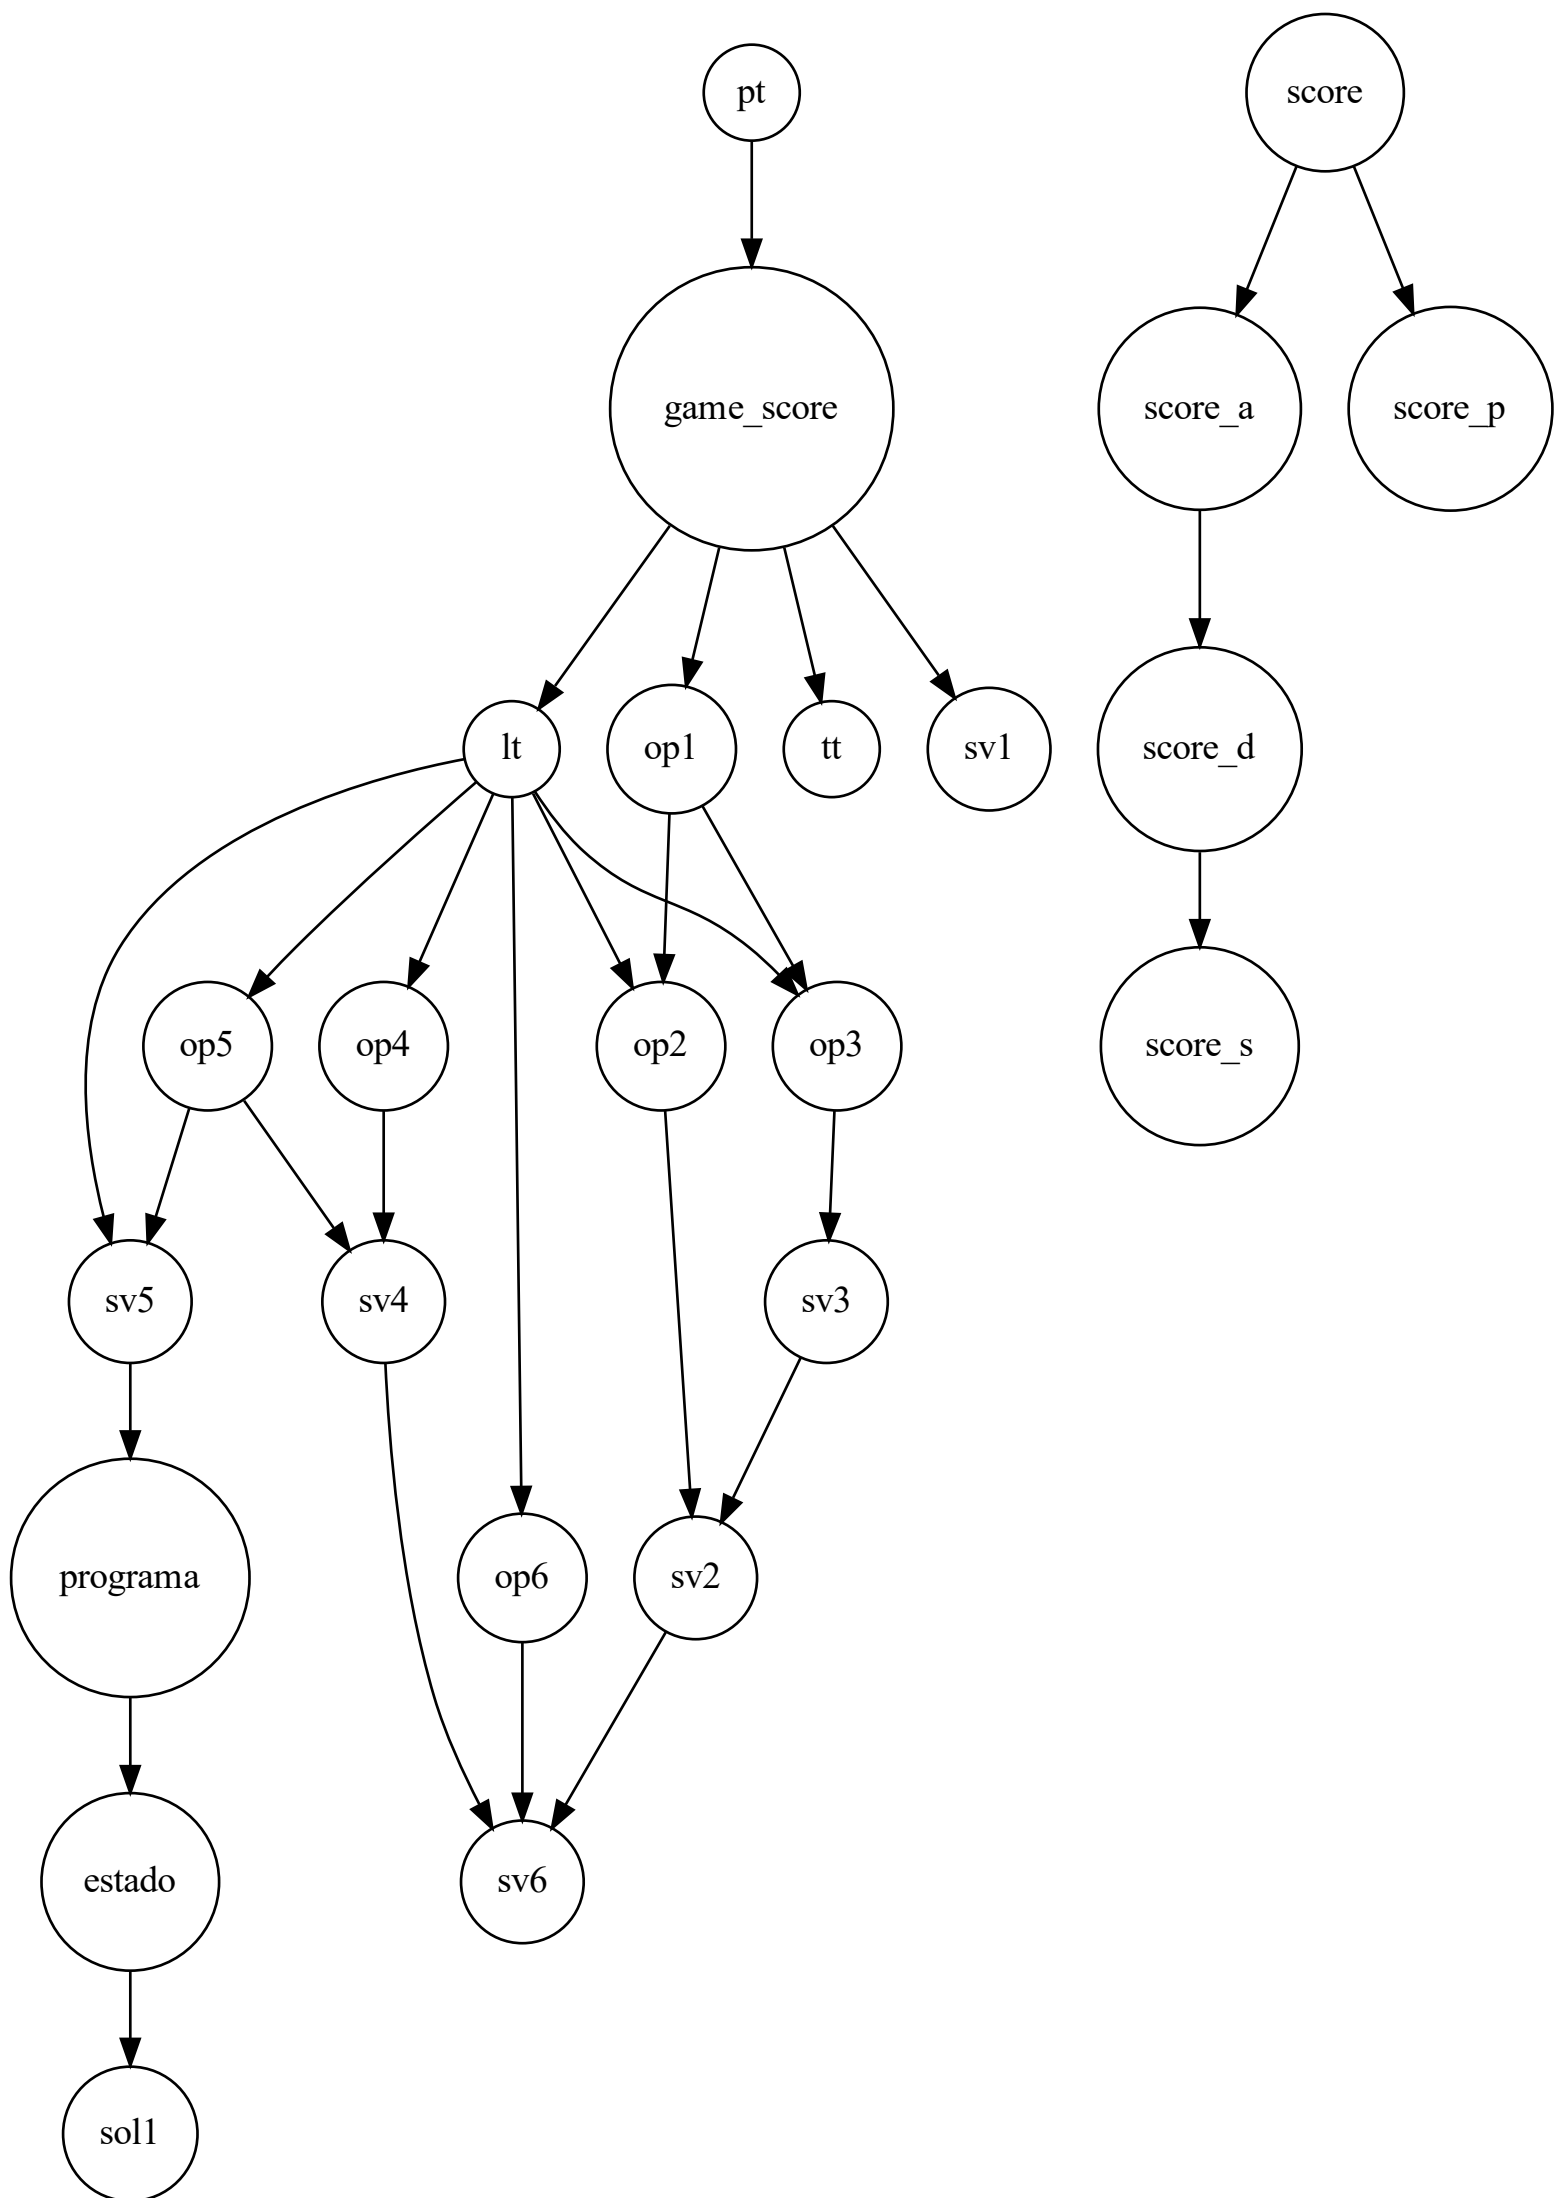 pt
score
game_score
score_a
score_p
lt
op1
tt
sv1
score_d
op5
op4
op2
op3
score_s
sv5
sv4
sv3
programa
op6
sv2
estado
sv6
sol1